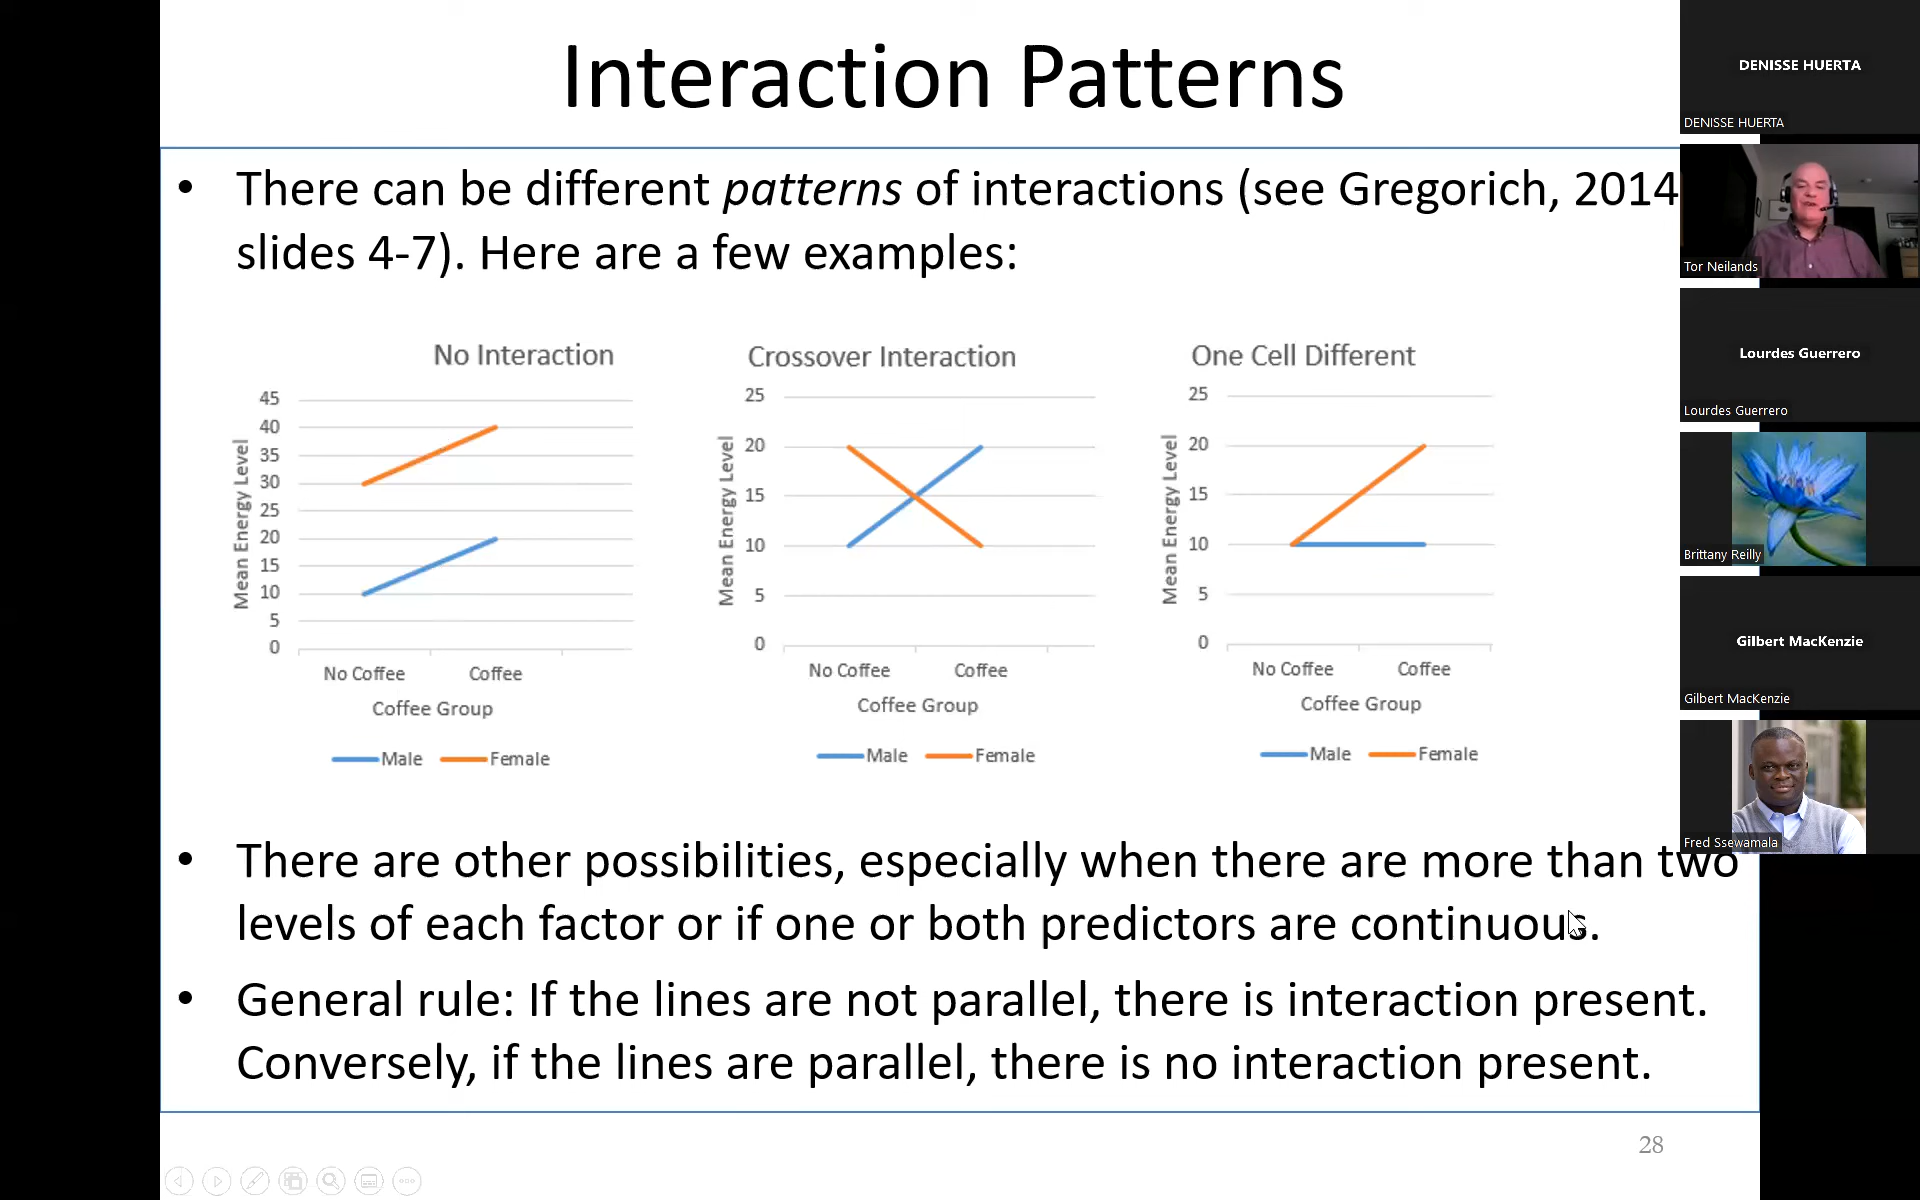 Interaction Patterns
• There can be different patterns of interactions (see Gregorich, 2014
slides 4-7). Here are a few examples:
No Interaction
45
40
35
30
25
20
15
10
5
0
Mean Energy Level
No Coffee Coffee
Coffee Group
Male Female
Crossover Interaction
25
20
15
10
5
0
Mean Energy Level
No Coffee Coffee
Coffee Group
Male Female
One Cell Different
25
20
15
10
5
0
Mean Energy Level
No Coffee Coffee
Coffee Group
Male Female
• There are other possibilities, especially when there are more than two
levels of each factor or if one or both predictors are continuous.
• General rule: If the lines are not parallel, there is interaction present.
Conversely, if the lines are parallel, there is no interaction present.
28
DENISSE HUERTA
DENISSE HUERTA
Tor Neilands
Lourdes Guerrero
Lourdes Guerrero
Brittany Reilly
Gilbert MacKenzie
Gilbert MacKenzie
Fred Ssewamala